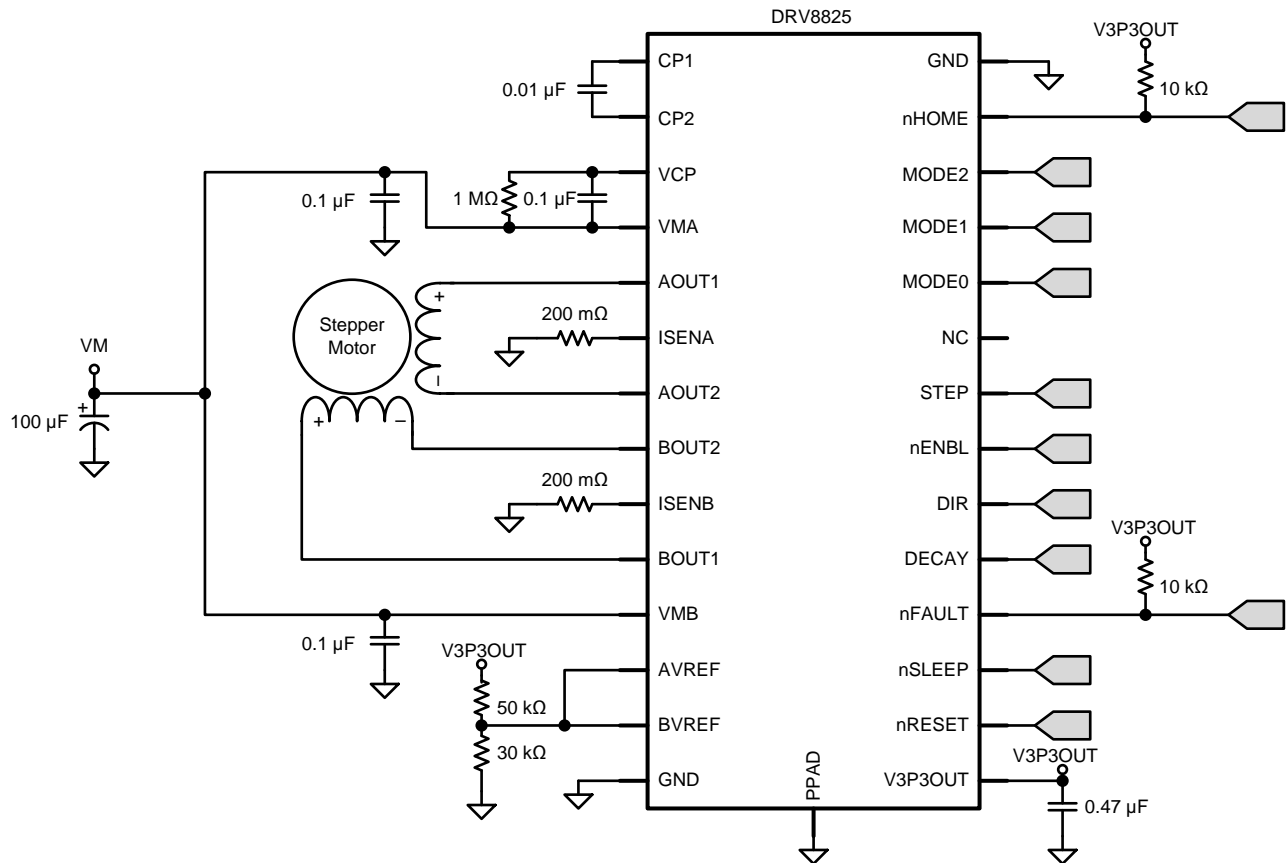 DRV8825
CP1
CP2
VCP
VMA
AOUT1
ISENA
AOUT2
BOUT2
ISENB
BOUT1
VMB
AVREF
BVREF
GND
PPAD
GND
nHOME
MODE2
MODE1
MODE0
NC
STEP
nENBL
DIR
DECAY
nFAULT
nSLEEP
nRESET
V3P3OUT
0.01 µF
0.1 µF
1 MΩ
0.1 µF
Stepper
Motor
+
–
+
–
200 mΩ
200 mΩ
VM
+
100 µF
0.1 µF
V3P3OUT
50 kΩ
30 kΩ
V3P3OUT
10 kΩ
V3P3OUT
10 kΩ
V3P3OUT
0.47 µF